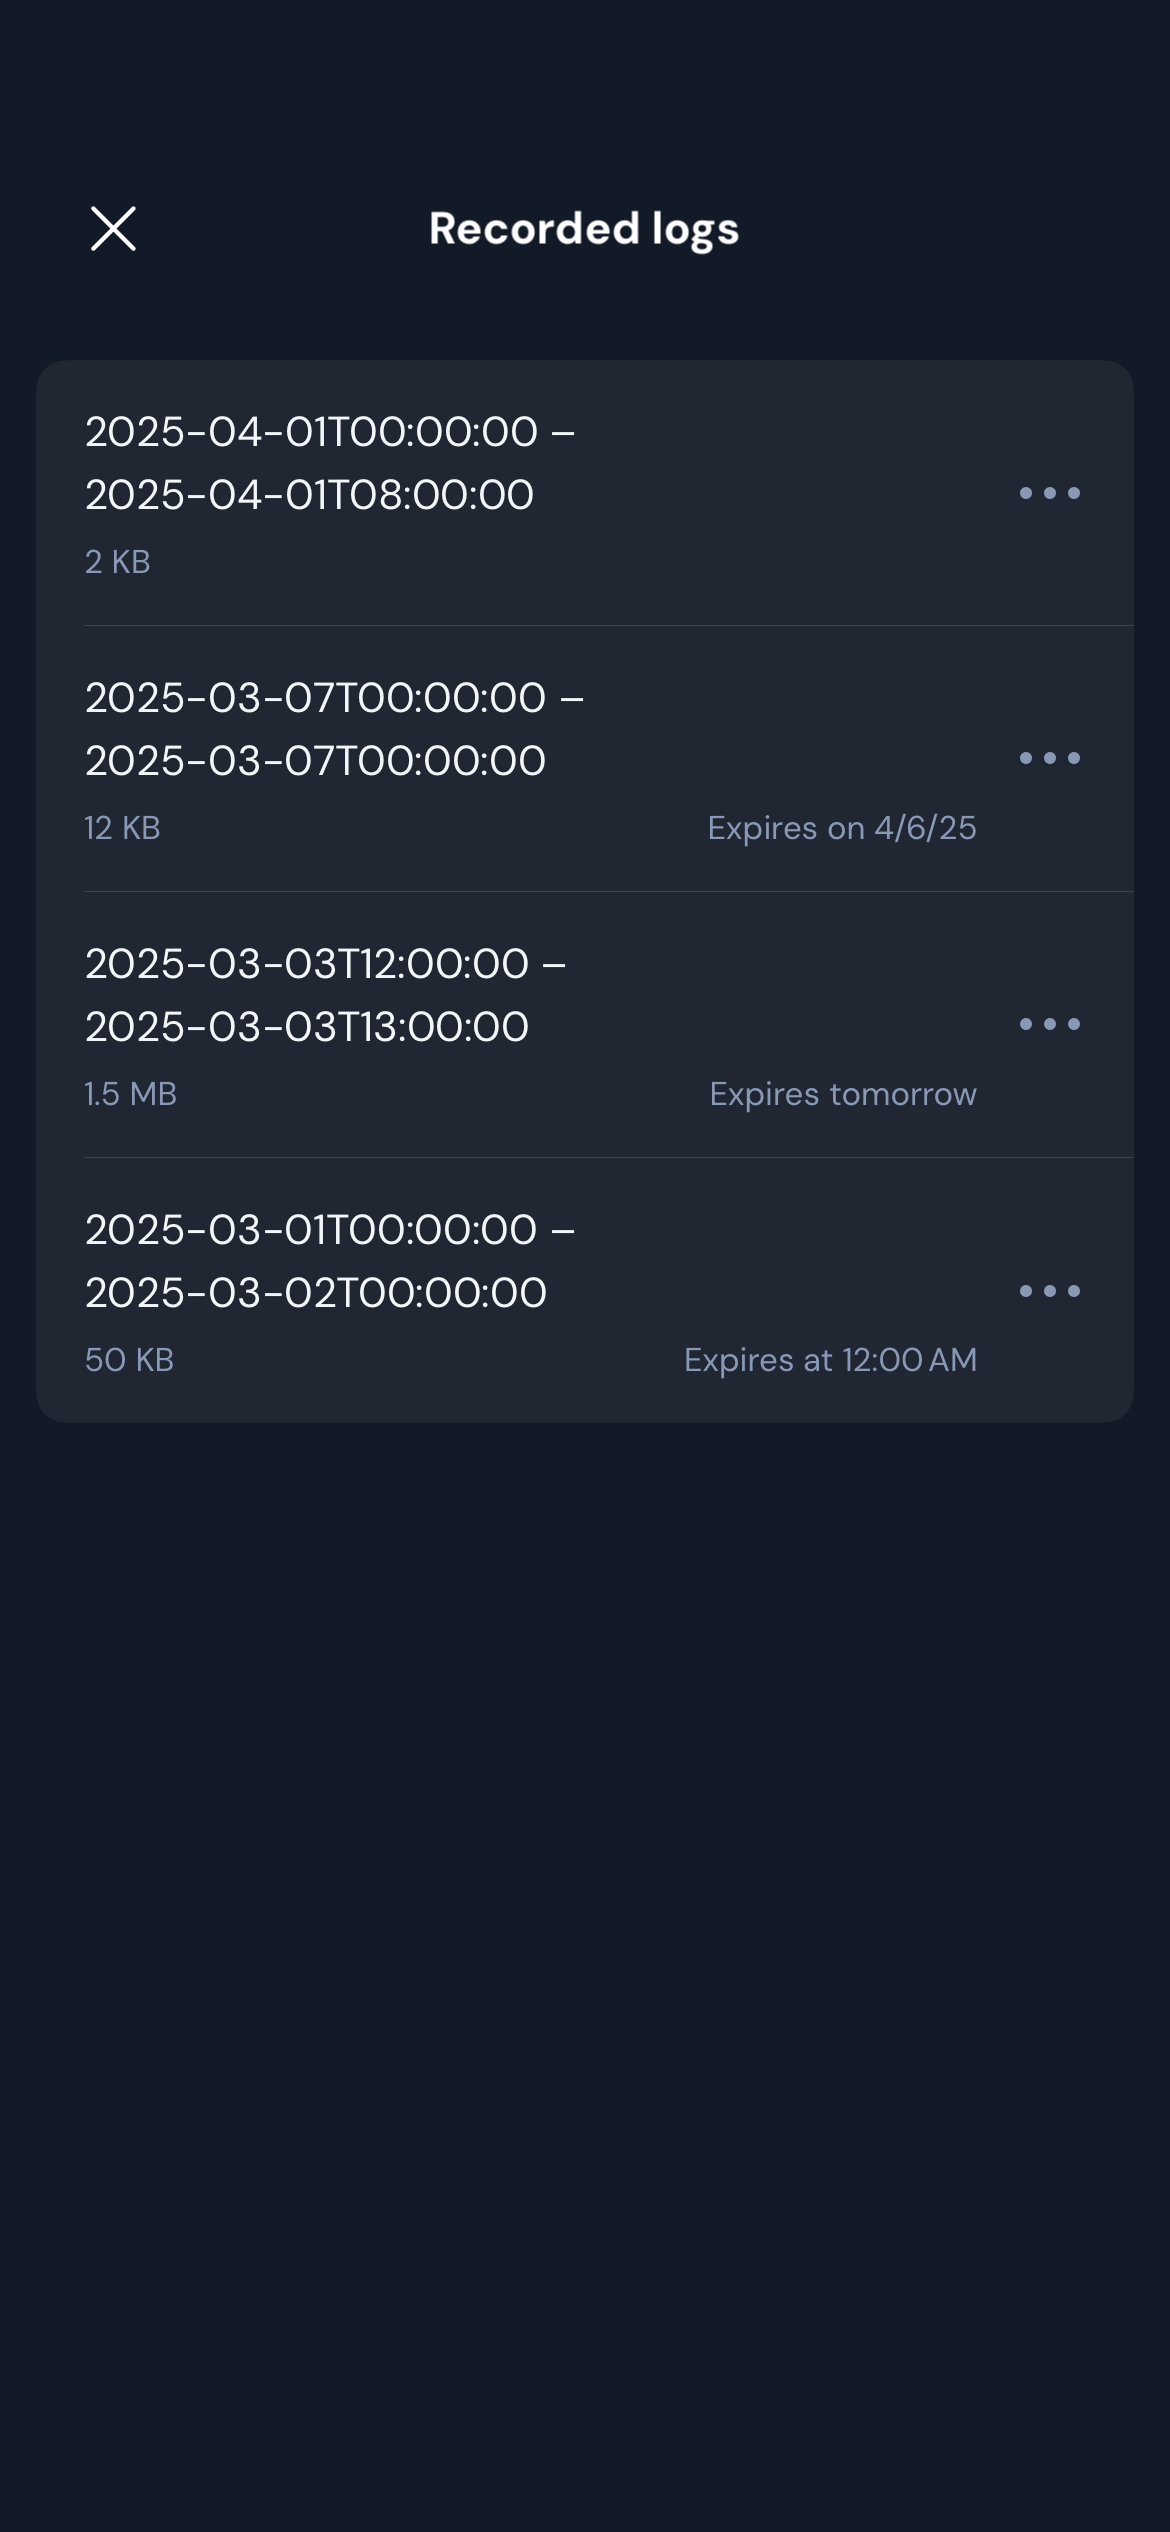 Recorded logs
2025-04-01T00:00:00 –
2025-04-01T08:00:00
2 KB
2025-03-07T00:00:00 –
2025-03-07T00:00:00
12 KB Expires on 4/6/25
2025-03-03T12:00:00 –
2025-03-03T13:00:00
1.5 MB Expires tomorrow
2025-03-01T00:00:00 –
2025-03-02T00:00:00
50 KB Expires at 12:00 AM